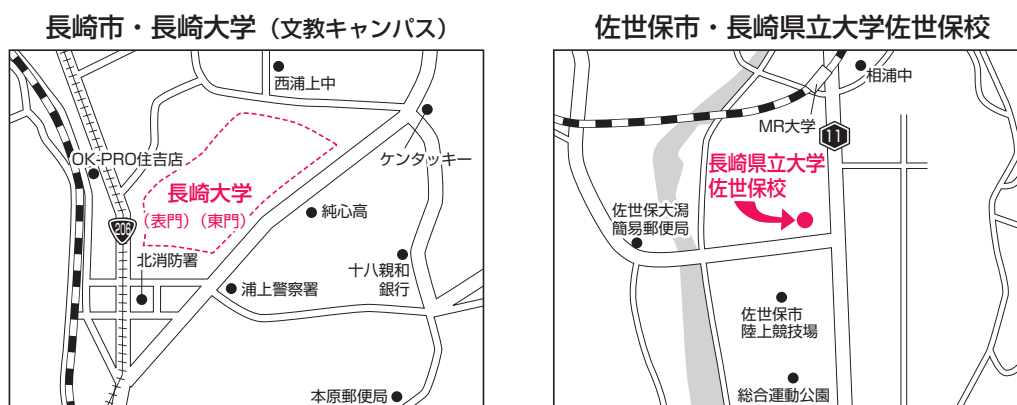 長崎市・長崎大学（文教キャンパス）
西浦上中
OK-PRO住吉店
ケンタッキー
長崎大学
（表門）（東門）
純心高
206
北消防署
十八親和
銀行
浦上警察署
本原郵便局
佐世保市・長崎県立大学佐世保校
相浦中
MR大学
11
長崎県立大学
佐世保校
佐世保大潟
簡易郵便局
佐世保市
陸上競技場
総合運動公園